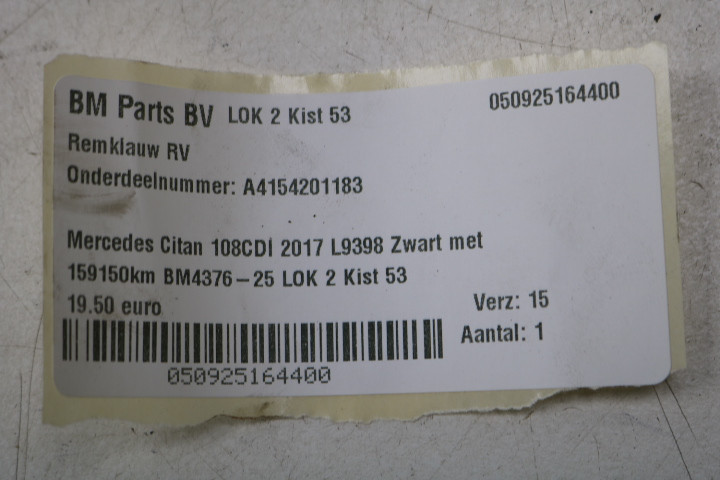 BM Parts BV LOK 2 Kist 53 050925164400
Remklauw RV
Onderdeelnummer: A4154201183
Mercedes Citan 108CDI 2017 L9398 Zwart met
159150km BM4376-25 LOK 2 Kist 53
19.50 euro Verz: 15
Aantal: 1
050925164400